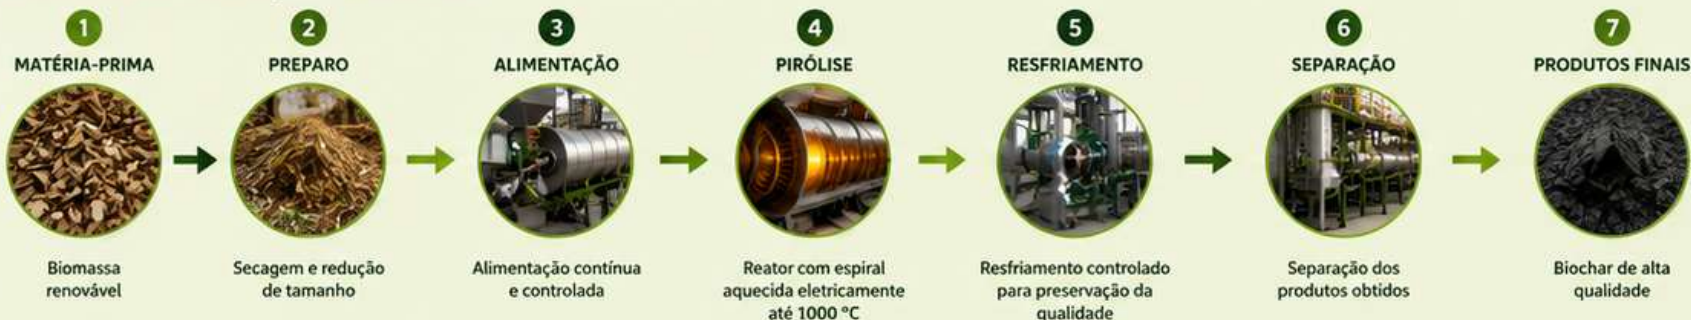 1
MATÉRIA-PRIMA
Biomassa
renovável
2
PREPARO
Secagem e redução
de tamanho
3
ALIMENTAÇÃO
Alimentação contínua
e controlada
4
PIRÓLISE
Reator com espiral
aquecida eletricamente
até 1000 °C
5
RESFRIAMENTO
Resfriamento controlado
para preservação da
qualidade
6
SEPARAÇÃO
Separação dos
produtos obtidos
7
PRODUTOS FINAIS
Biochar de alta
qualidade